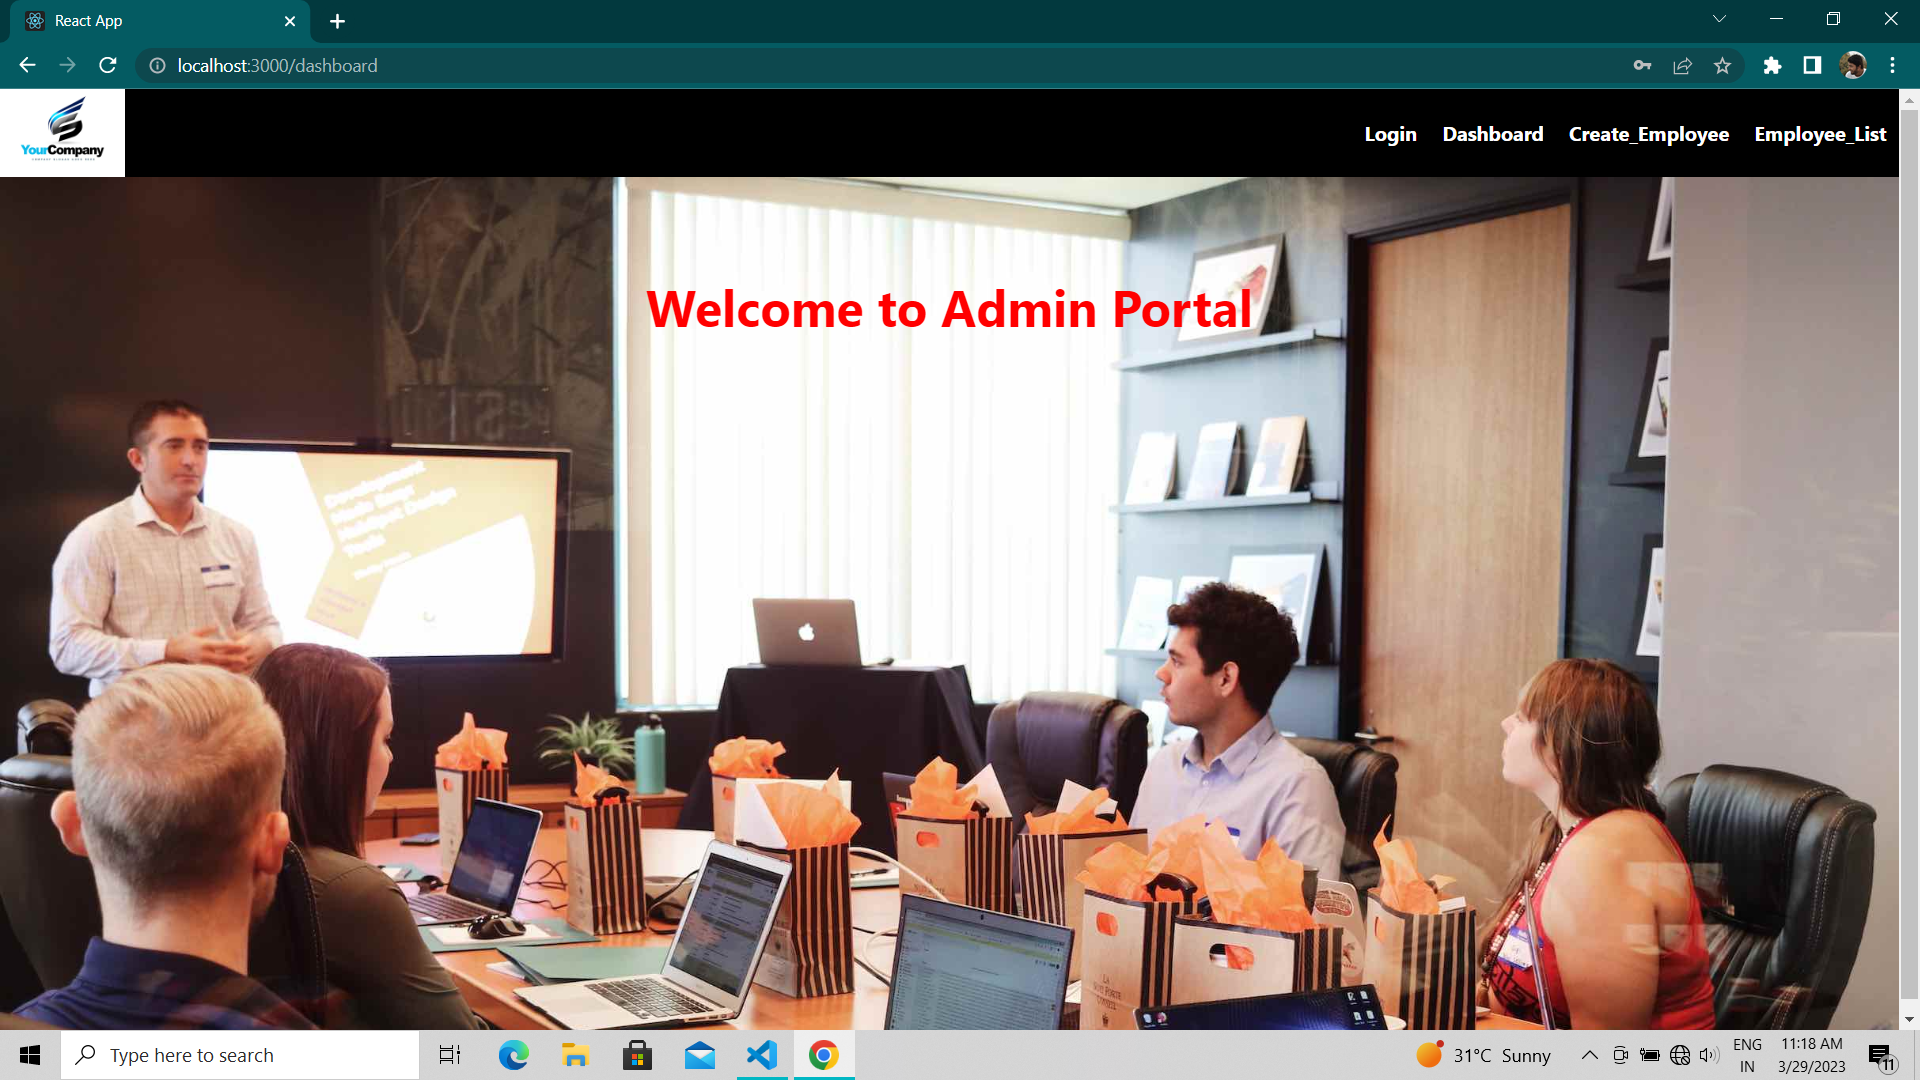 React App
localhost:3000/dashboard
YourCompany
Login Dashboard Create_Employee Employee_List
Welcome to Admin Portal
Development
Type here to search
31°C Sunny
ENG
IN
11:18 AM
3/29/2023
11